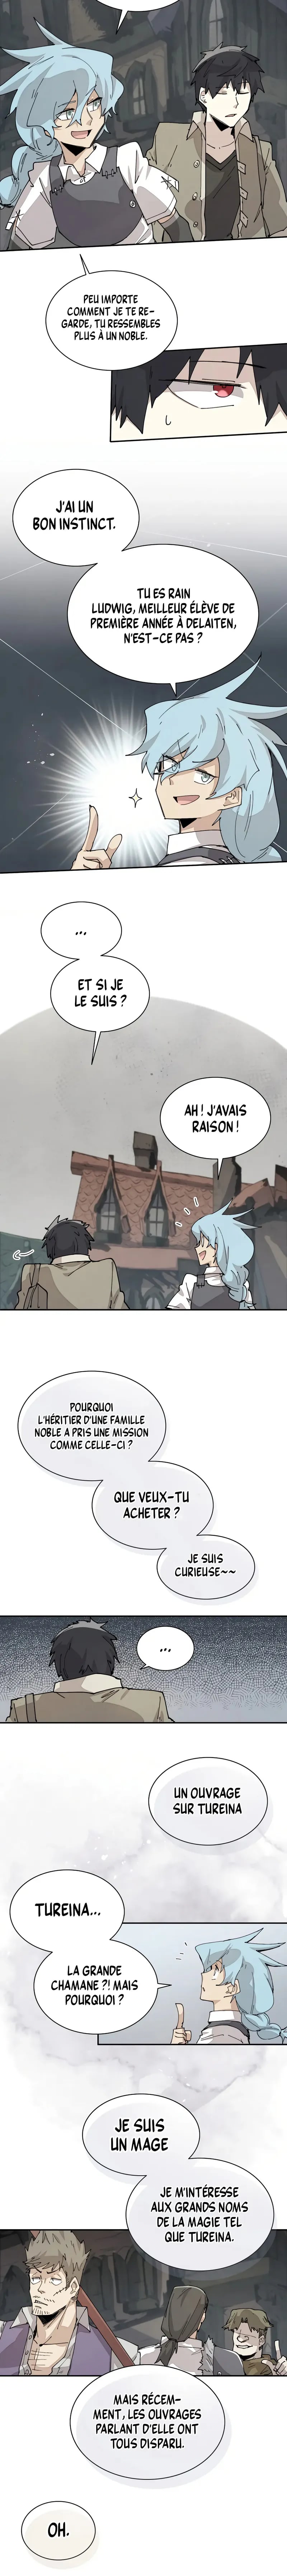 PEU IMPORTE
COMMENT JE TE RE-
GARDE, TU RESSEMBLES
PLUS À UN NOBLE.
J'AI UN
BON INSTINCT.
TU ES RAIN
LUDWIG, MEILLEUR ÉLÈVE DE
PREMIÈRE ANNÉE À DELAITEN,
N'EST-CE PAS ?
...
ET SI JE
LE SUIS ?
AH ! J'AVAIS
RAISON !
POURQUOI
L'HÉRITIER D'UNE FAMILLE
NOBLE A PRIS UNE MISSION
COMME CELLE-CI ?
QUE VEUX-TU
ACHETER ?
JE SUIS
CURIEUSE~~
...
UN OUVRAGE
SUR TUREINA
TUREINA...
LA GRANDE
CHAMANE ?! MAIS
POURQUOI ?
JE SUIS
UN MAGE
JE M'INTÉRESSE
AUX GRANDS NOMS
DE LA MAGIE TEL
QUE TUREINA.
MAIS RÉCEM-
MENT, LES OUVRAGES
PARLANT D'ELLE ONT
TOUS DISPARU.
OH.